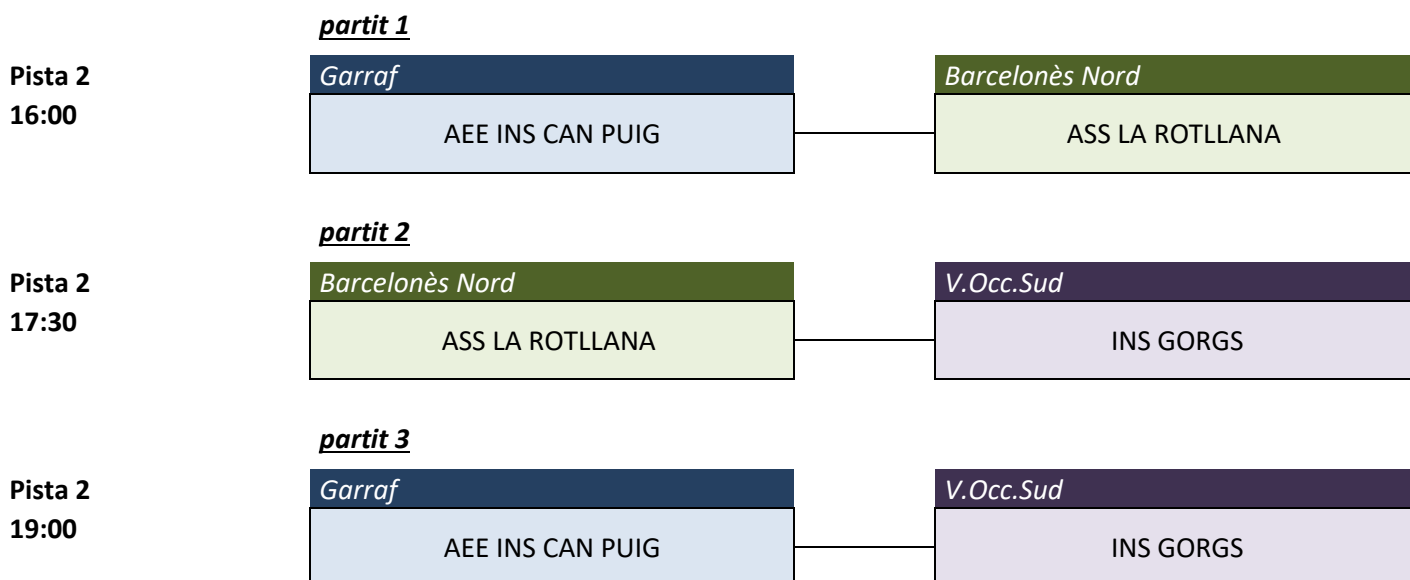 partit 1
Pista 2
16:00
Garraf
Barcelonès Nord
AEE INS CAN PUIG
ASS LA ROTLLANA
partit 2
Pista 2
17:30
Barcelonès Nord
V.Occ.Sud
ASS LA ROTLLANA
INS GORGS
partit 3
Pista 2
19:00
Garraf
V.Occ.Sud
AEE INS CAN PUIG
INS GORGS